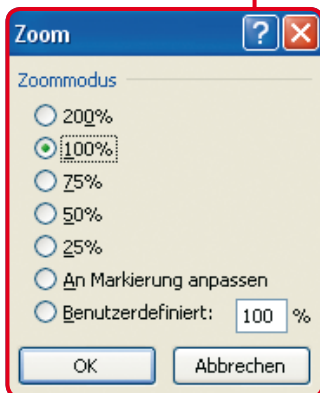 Zoom
Zoommodus
200%
100%
75%
50%
25%
An Markierung anpassen
Benutzerdefiniert: 100 %
OK Abbrechen